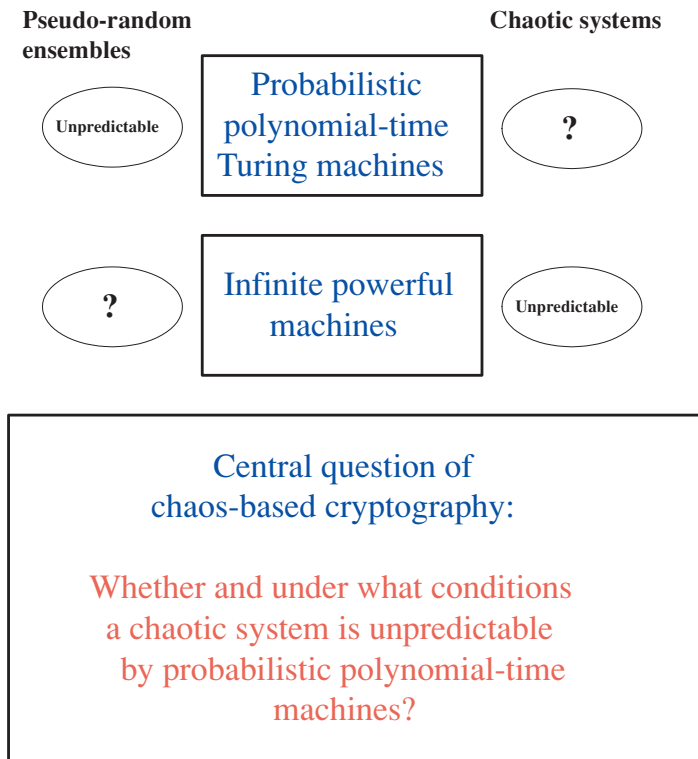 Pseudo-random
ensembles
Chaotic systems
Unpredictable
Probabilistic
polynomial-time
Turing machines
?
?
Infinite powerful
machines
Unpredictable
Central question of
chaos-based cryptography:
Whether and under what conditions
a chaotic system is unpredictable
by probabilistic polynomial-time
machines?